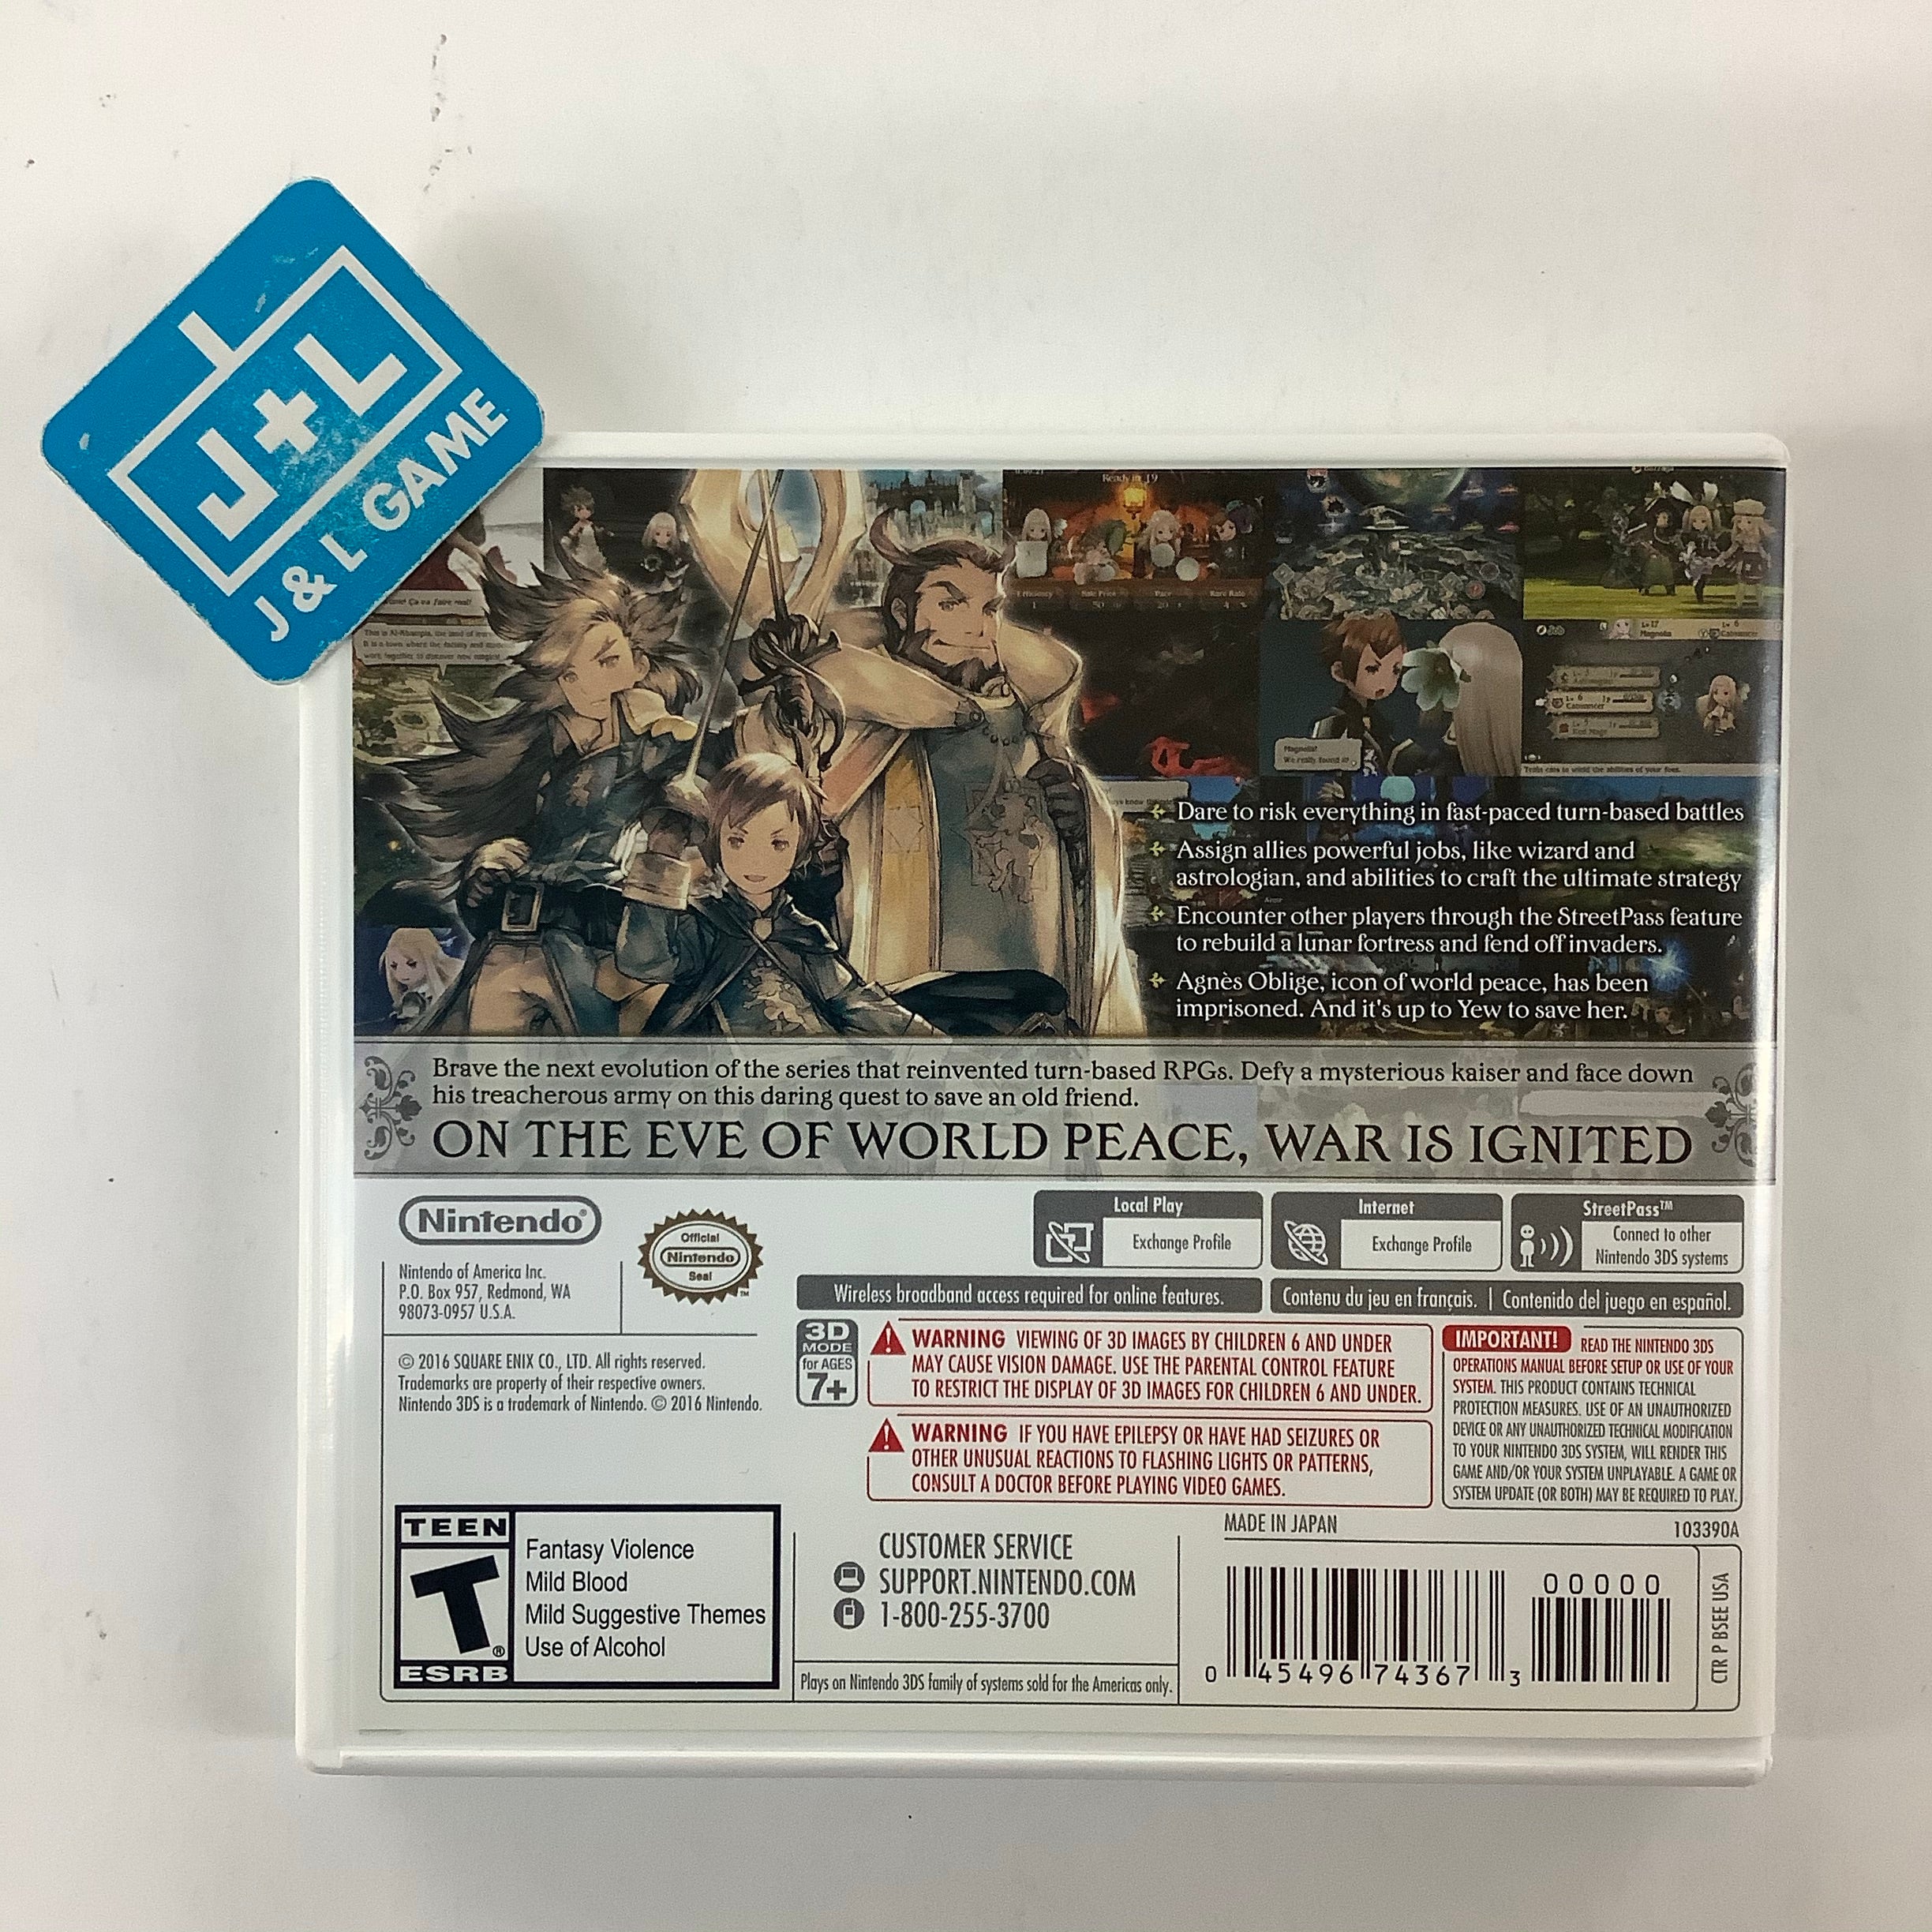 J+L
J & L GAME
Ready in 19
Magnolia!
We really found it!
Dare to risk everything in fast-paced turn-based battles
Assign allies powerful jobs, like wizard and
astrologian, and abilities to craft the ultimate strategy
Encounter other players through the StreetPass feature
to rebuild a lunar fortress and fend off invaders.
Agnès Oblige, icon of world peace, has been
imprisoned. And it's up to Yew to save her.
Brave the next evolution of the series that reinvented turn-based RPGs. Defy a mysterious kaiser and face down
his treacherous army on this daring quest to save an old friend.
ON THE EVE OF WORLD PEACE, WAR IS IGNITED
Nintendo®
Official
Nintendo
Seal
™
Nintendo of America Inc.
P.O. Box 957, Redmond, WA
98073-0957 U.S.A.
Local Play
Exchange Profile
Internet
Exchange Profile
StreetPass™
Connect to other
Nintendo 3DS systems
Wireless broadband access required for online features.
Contenu du jeu en français. | Contenido del juego en español.
© 2016 SQUARE ENIX CO., LTD. All rights reserved.
Trademarks are property of their respective owners.
Nintendo 3DS is a trademark of Nintendo. © 2016 Nintendo.
3D
MODE
for AGES
7+
WARNING VIEWING OF 3D IMAGES BY CHILDREN 6 AND UNDER
MAY CAUSE VISION DAMAGE. USE THE PARENTAL CONTROL FEATURE
TO RESTRICT THE DISPLAY OF 3D IMAGES FOR CHILDREN 6 AND UNDER.
WARNING IF YOU HAVE EPILEPSY OR HAVE HAD SEIZURES OR
OTHER UNUSUAL REACTIONS TO FLASHING LIGHTS OR PATTERNS,
CONSULT A DOCTOR BEFORE PLAYING VIDEO GAMES.
IMPORTANT! READ THE NINTENDO 3DS
OPERATIONS MANUAL BEFORE SETUP OR USE OF YOUR
SYSTEM. THIS PRODUCT CONTAINS TECHNICAL
PROTECTION MEASURES. USE OF AN UNAUTHORIZED
DEVICE OR ANY UNAUTHORIZED TECHNICAL MODIFICATION
TO YOUR NINTENDO 3DS SYSTEM, WILL RENDER THIS
GAME AND/OR YOUR SYSTEM UNPLAYABLE. A GAME OR
SYSTEM UPDATE (OR BOTH) MAY BE REQUIRED TO PLAY.
TEEN
T®
ESRB
Fantasy Violence
Mild Blood
Mild Suggestive Themes
Use of Alcohol
CUSTOMER SERVICE
SUPPORT.NINTENDO.COM
1-800-255-3700
Plays on Nintendo 3DS family of systems sold for the Americas only.
MADE IN JAPAN
103390A
0 45496 74367 3
00000
CTR P BSEE USA